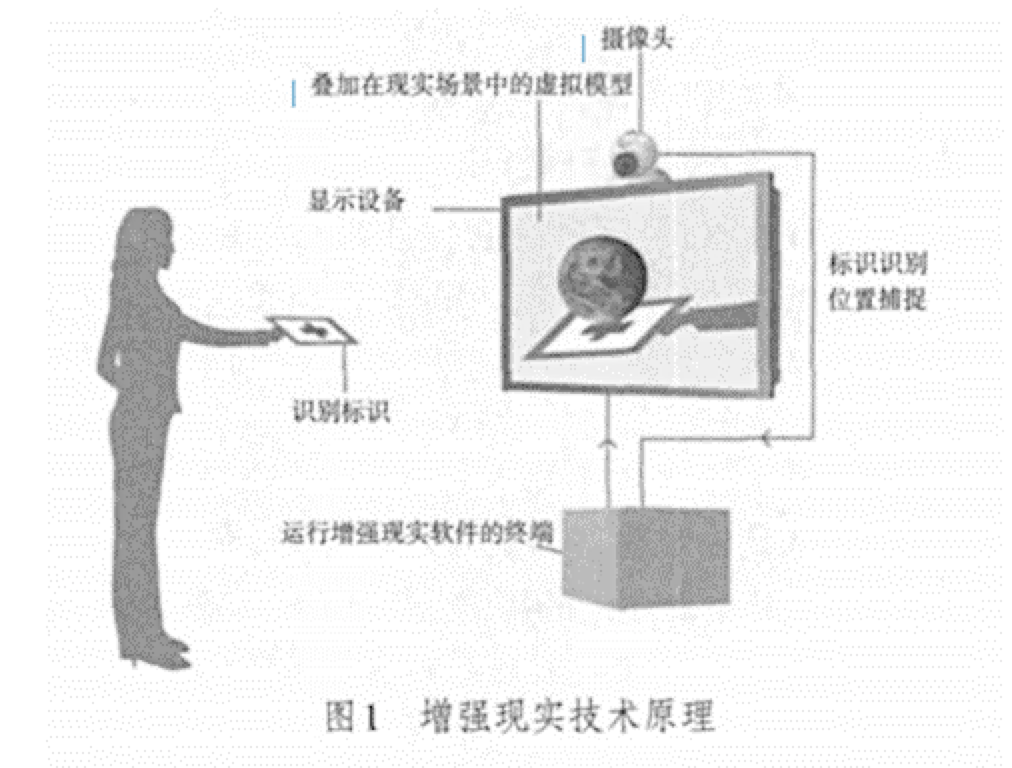 摄像头
叠加在现实场景中的虚拟模型
显示设备
标识识别
位置捕捉
识别标识
运行增强现实软件的终端
图1 增强现实技术原理